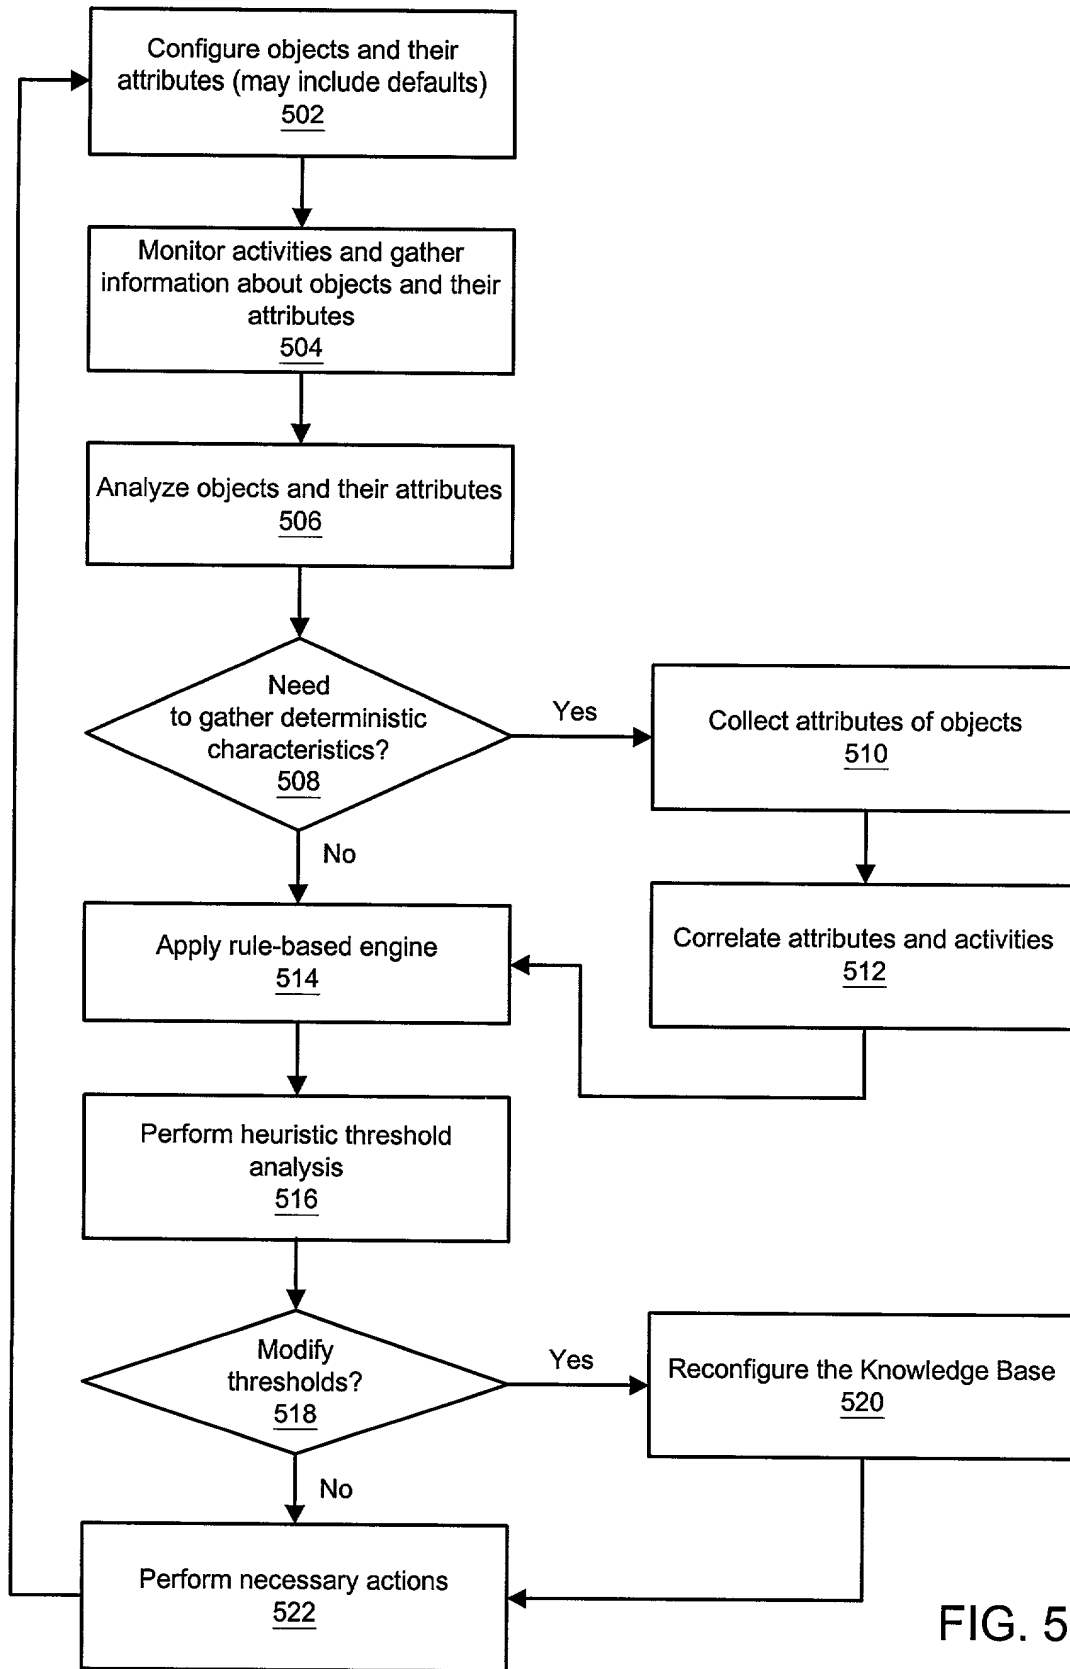 Configure objects and their
attributes (may include defaults)
502
Monitor activities and gather
information about objects and their
attributes
504
Analyze objects and their attributes
506
Need
to gather deterministic
characteristics?
508
Yes
Collect attributes of objects
510
No
Correlate attributes and activities
512
Apply rule-based engine
514
Perform heuristic threshold
analysis
516
Modify
thresholds?
518
Yes
Reconfigure the Knowledge Base
520
No
Perform necessary actions
522
FIG. 5